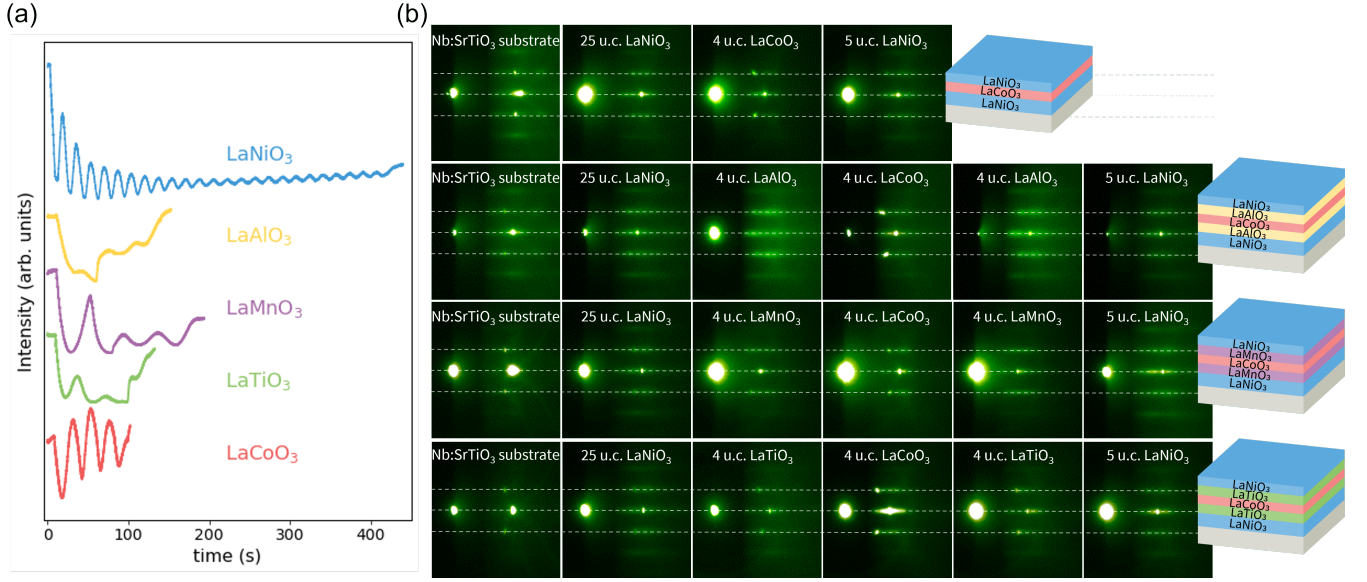 (a)
Intensity (arb. units)
LaNiO₃
LaAlO₃
LaMnO₃
LaTiO₃
LaCoO₃
0 100 200 300 400
time (s)
(b)
Nb:SrTiO₃ substrate 25 u.c. LaNiO₃ 4 u.c. LaCoO₃ 5 u.c. LaNiO₃
LaNiO₃
LaCoO₃
LaNiO₃
Nb:SrTiO₃ substrate 25 u.c. LaNiO₃ 4 u.c. LaAlO₃ 4 u.c. LaCoO₃ 4 u.c. LaAlO₃ 5 u.c. LaNiO₃
LaNiO₃
LaAlO₃
LaCoO₃
LaAlO₃
LaNiO₃
Nb:SrTiO₃ substrate 25 u.c. LaNiO₃ 4 u.c. LaMnO₃ 4 u.c. LaCoO₃ 4 u.c. LaMnO₃ 5 u.c. LaNiO₃
LaNiO₃
LaMnO₃
LaCoO₃
LaMnO₃
LaNiO₃
Nb:SrTiO₃ substrate 25 u.c. LaNiO₃ 4 u.c. LaTiO₃ 4 u.c. LaCoO₃ 4 u.c. LaTiO₃ 5 u.c. LaNiO₃
LaNiO₃
LaTiO₃
LaCoO₃
LaTiO₃
LaNiO₃